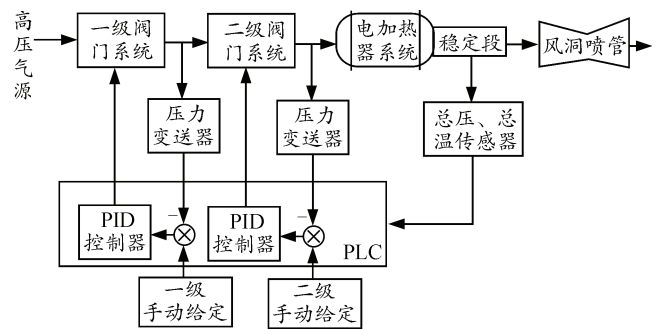 高
压
气
源
一级阀
门系统
二级阀
门系统
电加热
器系统
稳定段
风洞喷管
压力
变送器
压力
变送器
总压、总
温传感器
PID
控制器
−
PID
控制器
−
PLC
一级
手动给定
二级
手动给定